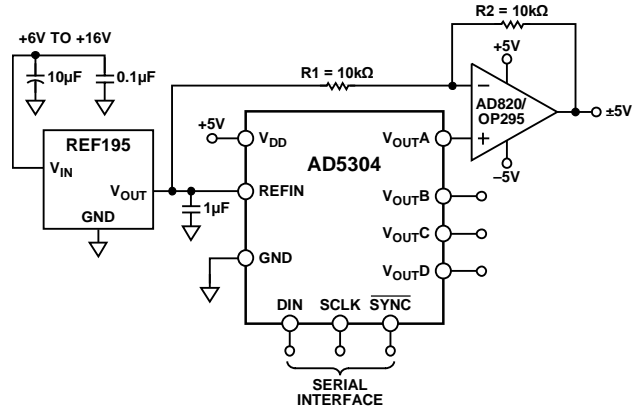 +6V TO +16V
10µF
0.1µF
REF195
V_IN
V_OUT
GND
1µF
R1 = 10kΩ
R2 = 10kΩ
+5V
AD820/
OP295
–5V
±5V
+5V
V_DD
AD5304
REFIN
GND
V_OUTA
V_OUTB
V_OUTC
V_OUTD
DIN SCLK SYNC
SERIAL
INTERFACE